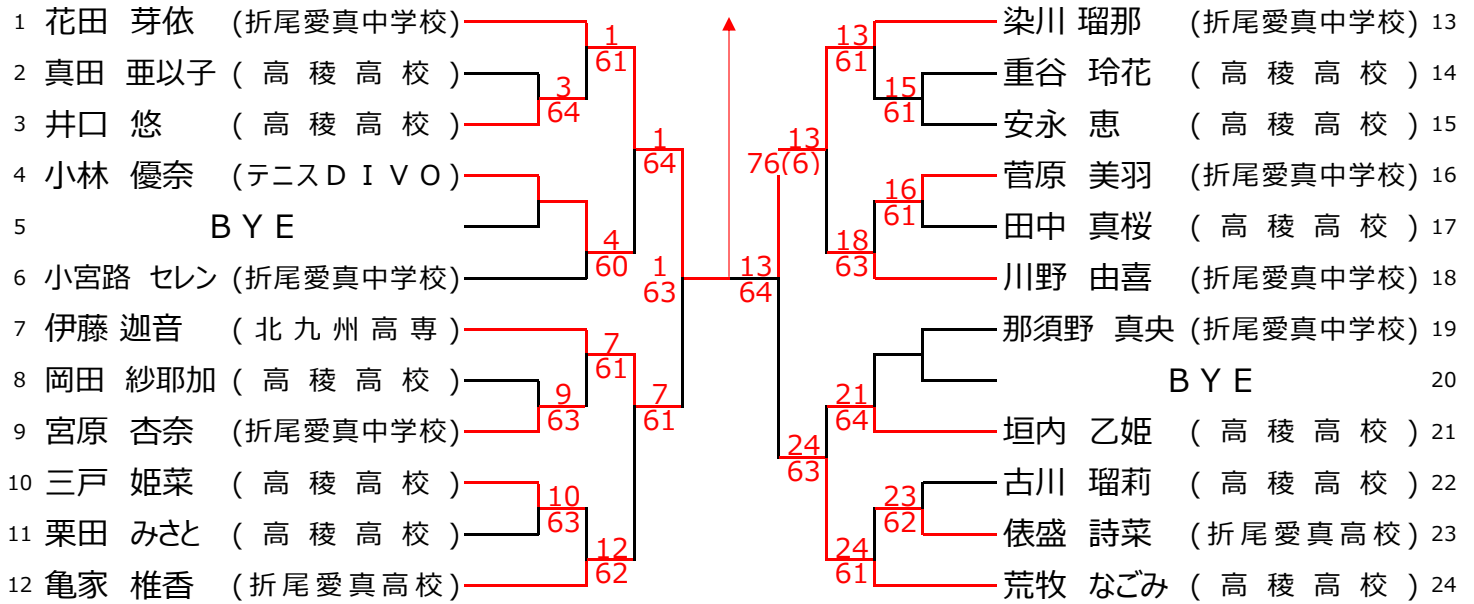 1 花田 芽依 (折尾愛真中学校)
2 真田 亜以子 ( 高 稜 高 校 )
3 井口 悠 ( 高 稜 高 校 )
4 小林 優奈 (テニスＤＩＶＯ)
5 ＢＹＥ
6 小宮路 セレン (折尾愛真中学校)
7 伊藤 迦音 ( 北 九 州 高 専 )
8 岡田 紗耶加 ( 高 稜 高 校 )
9 宮原 杏奈 (折尾愛真中学校)
10 三戸 姫菜 ( 高 稜 高 校 )
11 栗田 みさと ( 高 稜 高 校 )
12 亀家 椎香 (折尾愛真高校)
1
61
3
64
1
64
4
60
1
63
7
61
9
63
7
61
10
63
12
62
13
64
13
76(6)
24
63
13
61
15
61
16
61
18
63
21
64
23
62
24
61
染川 瑠那 (折尾愛真中学校) 13
重谷 玲花 ( 高 稜 高 校 ) 14
安永 恵 ( 高 稜 高 校 ) 15
菅原 美羽 (折尾愛真中学校) 16
田中 真桜 ( 高 稜 高 校 ) 17
川野 由喜 (折尾愛真中学校) 18
那須野 真央 (折尾愛真中学校) 19
ＢＹＥ 20
垣内 乙姫 ( 高 稜 高 校 ) 21
古川 瑠莉 ( 高 稜 高 校 ) 22
俵盛 詩菜 (折尾愛真高校) 23
荒牧 なごみ ( 高 稜 高 校 ) 24